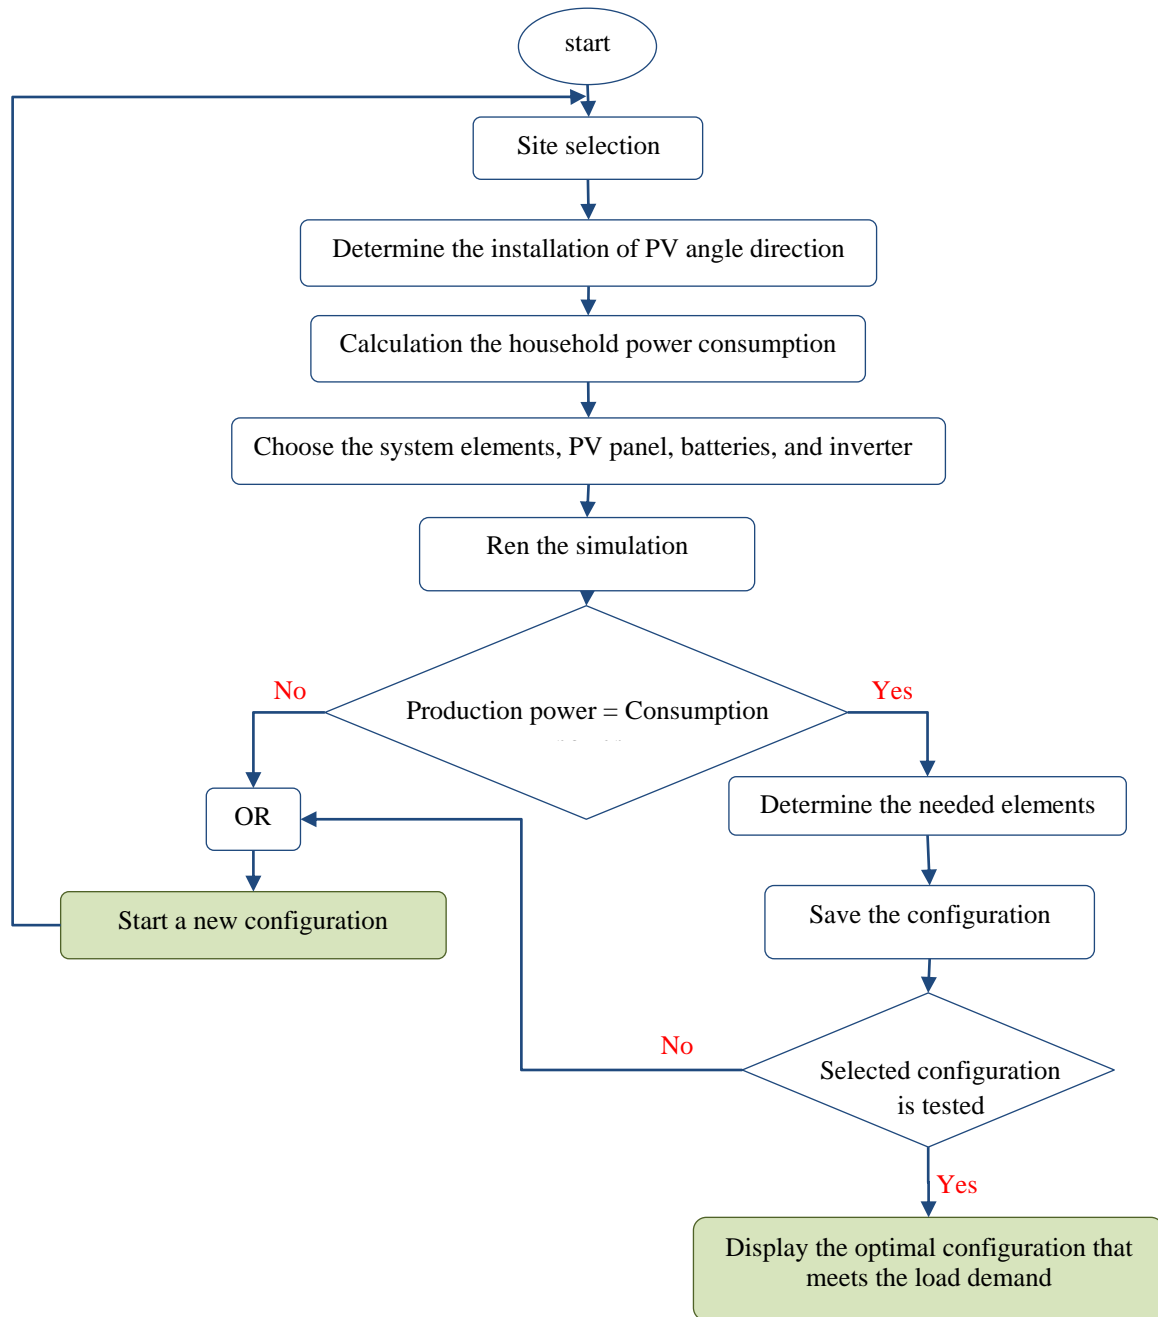 start
Site selection
Determine the installation of PV angle direction
Calculation the household power consumption
Choose the system elements, PV panel, batteries, and inverter
Ren the simulation
No
Yes
Production power = Consumption
Determine the needed elements
OR
Start a new configuration
Save the configuration
No
Selected configuration
is tested
Yes
Display the optimal configuration that
meets the load demand